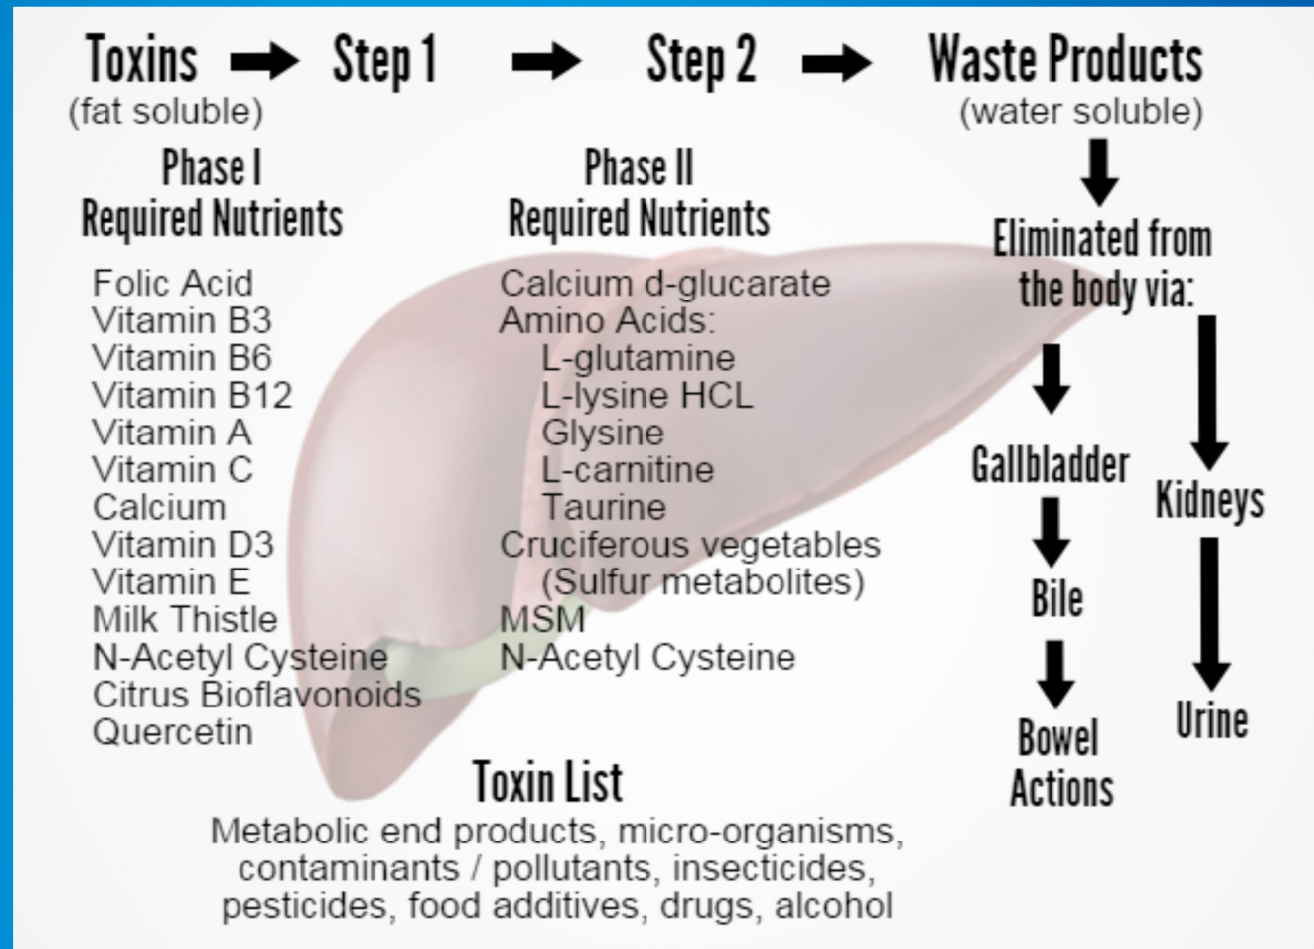 Toxins → Step 1 → Step 2 → Waste Products
(fat soluble)
(water soluble)
Phase I
Required Nutrients
Folic Acid
Vitamin B3
Vitamin B6
Vitamin B12
Vitamin A
Vitamin C
Calcium
Vitamin D3
Vitamin E
Milk Thistle
N-Acetyl Cysteine
Citrus Bioflavonoids
Quercetin
Phase II
Required Nutrients
Calcium d-glucarate
Amino Acids:
L-glutamine
L-lysine HCL
Glysine
L-carnitine
Taurine
Cruciferous vegetables
(Sulfur metabolites)
MSM
N-Acetyl Cysteine
Eliminated from
the body via:
Gallbladder
Bile
Bowel
Actions
Kidneys
Urine
Toxin List
Metabolic end products, micro-organisms,
contaminants / pollutants, insecticides,
pesticides, food additives, drugs, alcohol